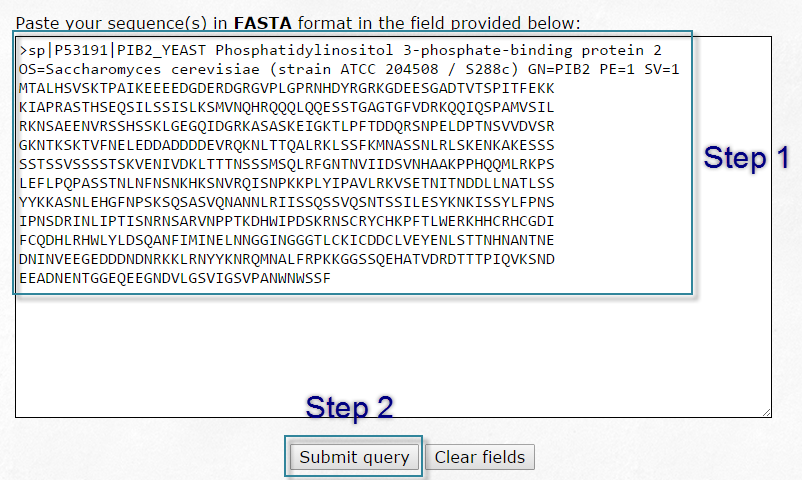 Paste your sequence(s) in FASTA format in the field provided below:
>sp|P53191|PIB2_YEAST Phosphatidylinositol 3-phosphate-binding protein 2
OS=Saccharomyces cerevisiae (strain ATCC 204508 / S288c) GN=PIB2 PE=1 SV=1
MTALHSVSKTPAIKEEEEDGDERDGRGVPLGPRNHDYRGRKGDEESGADTVTSPITFEKK
KIAPRASTHSEQSILSSISLKSMVNQHRQQQLQQESSTGAGTGFVDRKQQIQSPAMVSIL
RKNSAEENVRSSHSSKLGEGQIDGRKASASKEIGKTLPFTDDQRSNPELDPTNSVVDVSR
GKNTKSKTVFNELEDDADDDDEVRQKNLTTQALRKLSSFKMNASSNLRLSKENKAKESSS
SSTSSVSSSSTSKVENIVDKLTTTNSSSMSQLRFGNTNVIIDSVNHAAKPPHQQMLRKPS
LEFLPQPASSTNLNFNSNKHKSNVRQISNPKKPLYIPAVLRKVSETNITNDDLLNATLSS
YYKKASNLEHGFNPSKSQSASVQNANNLRIISSQSSVQSNTSSILESYKNKISSYLFPNS
IPNSDRINLIPTISNRNSARVNPPTKDHWIPDSKRNSCRYCHKPFTLWERKHHCRHCGDI
FCQDHLRHWLYLDSQANFIMINELNNGGINGGGTLCKICDDCLVEYENLSTTNHNANTNE
DNINVEEGEDDDNDNRKKLRNYYKNRQMNALFRPKKGGSSQEHATVDRDTTTPIQVKSND
EEADNENTGGEQEEGNDVLGSVIGSVPANWNWSSF
Step 1
Step 2
Submit query
Clear fields